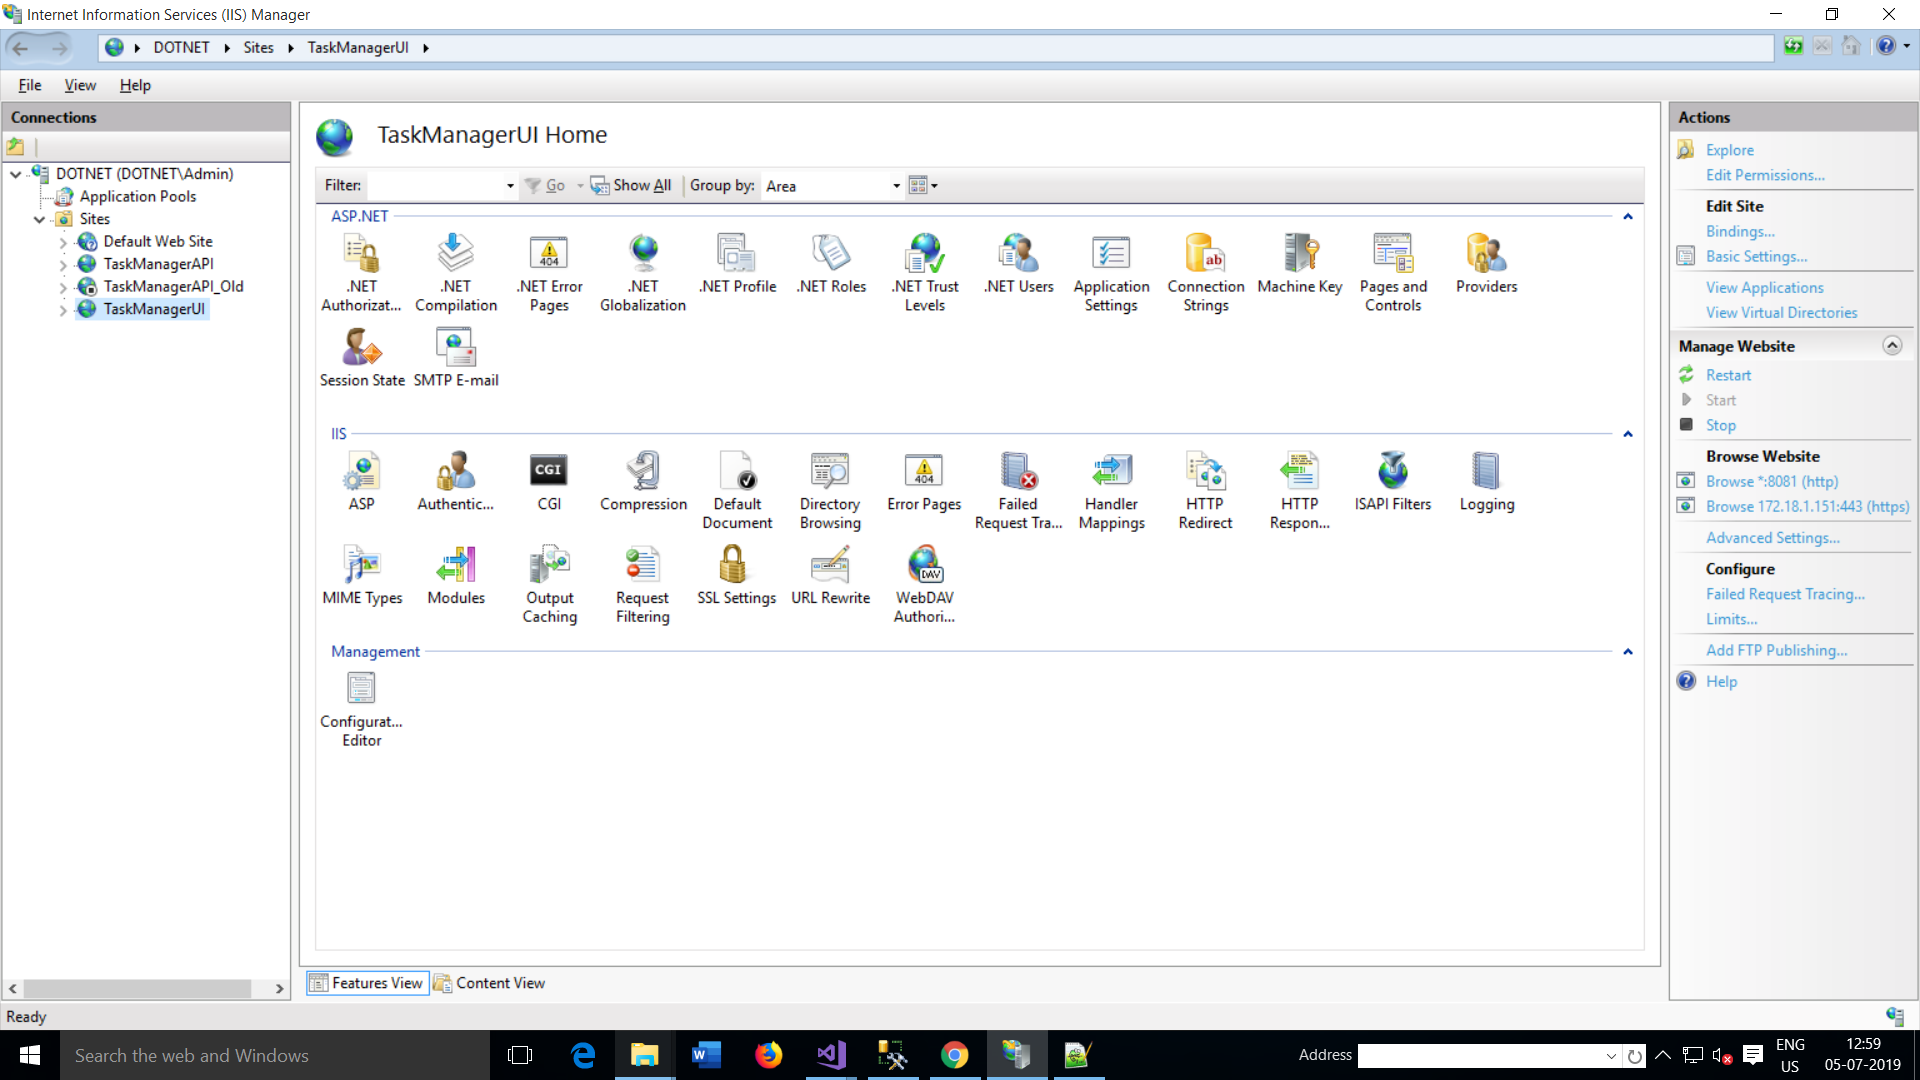 Internet Information Services (IIS) Manager
DOTNET Sites TaskManagerUI
File View Help
Connections
DOTNET (DOTNET\Admin)
Application Pools
Sites
Default Web Site
TaskManagerAPI
TaskManagerAPI_Old
TaskManagerUI
TaskManagerUI Home
Filter: Go Show All Group by: Area
ASP.NET
.NET Authorizat...
.NET Compilation
.NET Error Pages
.NET Globalization
.NET Profile
.NET Roles
.NET Trust Levels
.NET Users
Application Settings
Connection Strings
Machine Key
Pages and Controls
Providers
Session State
SMTP E-mail
IIS
ASP
Authentic...
CGI
Compression
Default Document
Directory Browsing
Error Pages
Failed Request Tra...
Handler Mappings
HTTP Redirect
HTTP Respon...
ISAPI Filters
Logging
MIME Types
Modules
Output Caching
Request Filtering
SSL Settings
URL Rewrite
WebDAV Authori...
Management
Configurat... Editor
Features View Content View
Actions
Explore
Edit Permissions...
Edit Site
Bindings...
Basic Settings...
View Applications
View Virtual Directories
Manage Website
Restart
Start
Stop
Browse Website
Browse *:8081 (http)
Browse 172.18.1.151:443 (https)
Advanced Settings...
Configure
Failed Request Tracing...
Limits...
Add FTP Publishing...
Help
Ready
Search the web and Windows
Address
ENG
US
12:59
05-07-2019